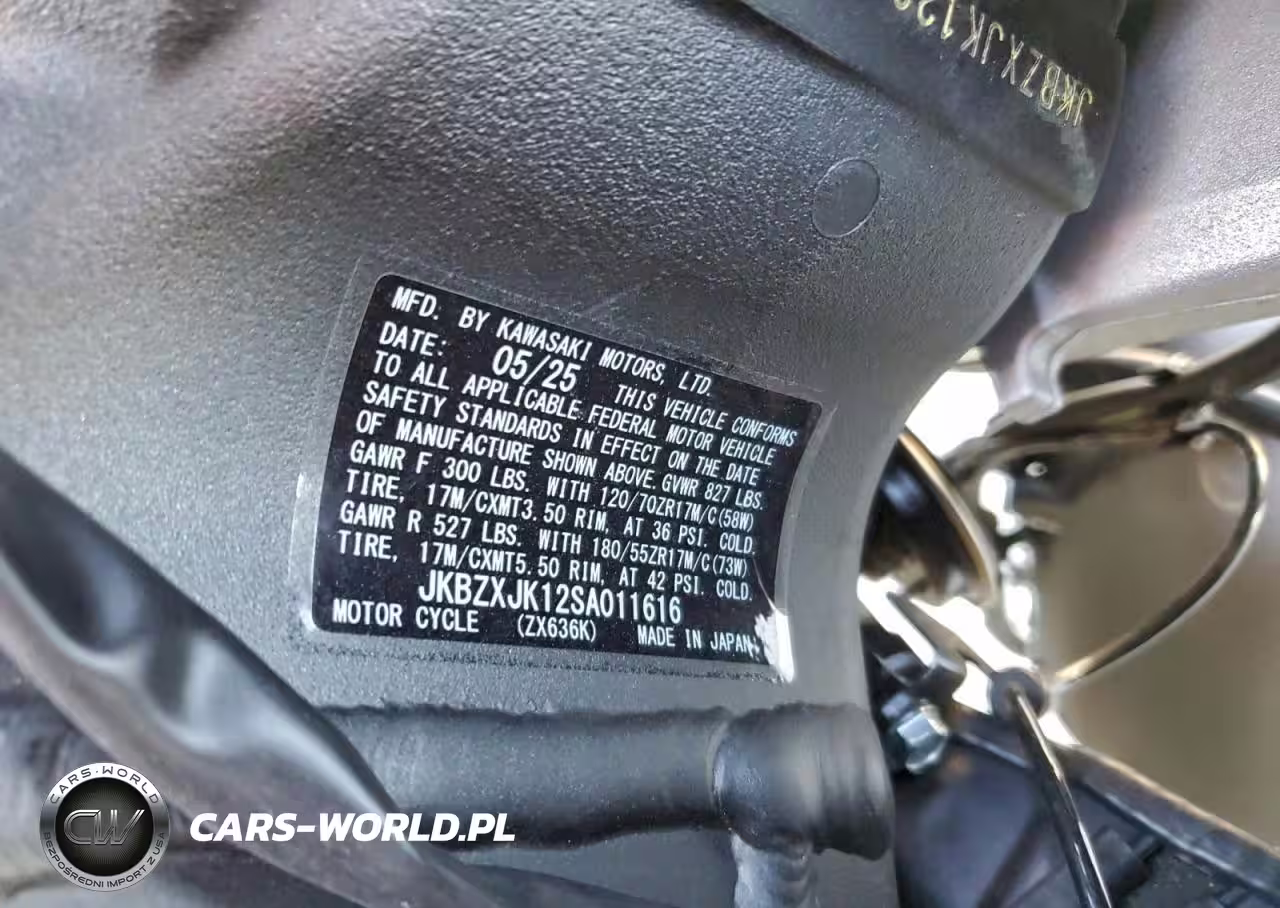 JKBZXJK12
MFD. BY KAWASAKI MOTORS, LTD.
DATE: 05/25 THIS VEHICLE CONFORMS
TO ALL APPLICABLE FEDERAL MOTOR VEHICLE
SAFETY STANDARDS IN EFFECT ON THE DATE
OF MANUFACTURE SHOWN ABOVE. GVWR 827 LBS.
GAWR F 300 LBS. WITH 120/70ZR17M/C(58W)
TIRE, 17M/CXMT3.50 RIM, AT 36 PSI. COLD.
GAWR R 527 LBS. WITH 180/55ZR17M/C(73W)
TIRE, 17M/CXMT5.50 RIM, AT 42 PSI. COLD.
JKBZXJK12SA011616
MOTOR CYCLE (ZX636K) MADE IN JAPAN
CARS-WORLD
CW
BEZPOŚREDNI IMPORT Z USA
CARS-WORLD.PL